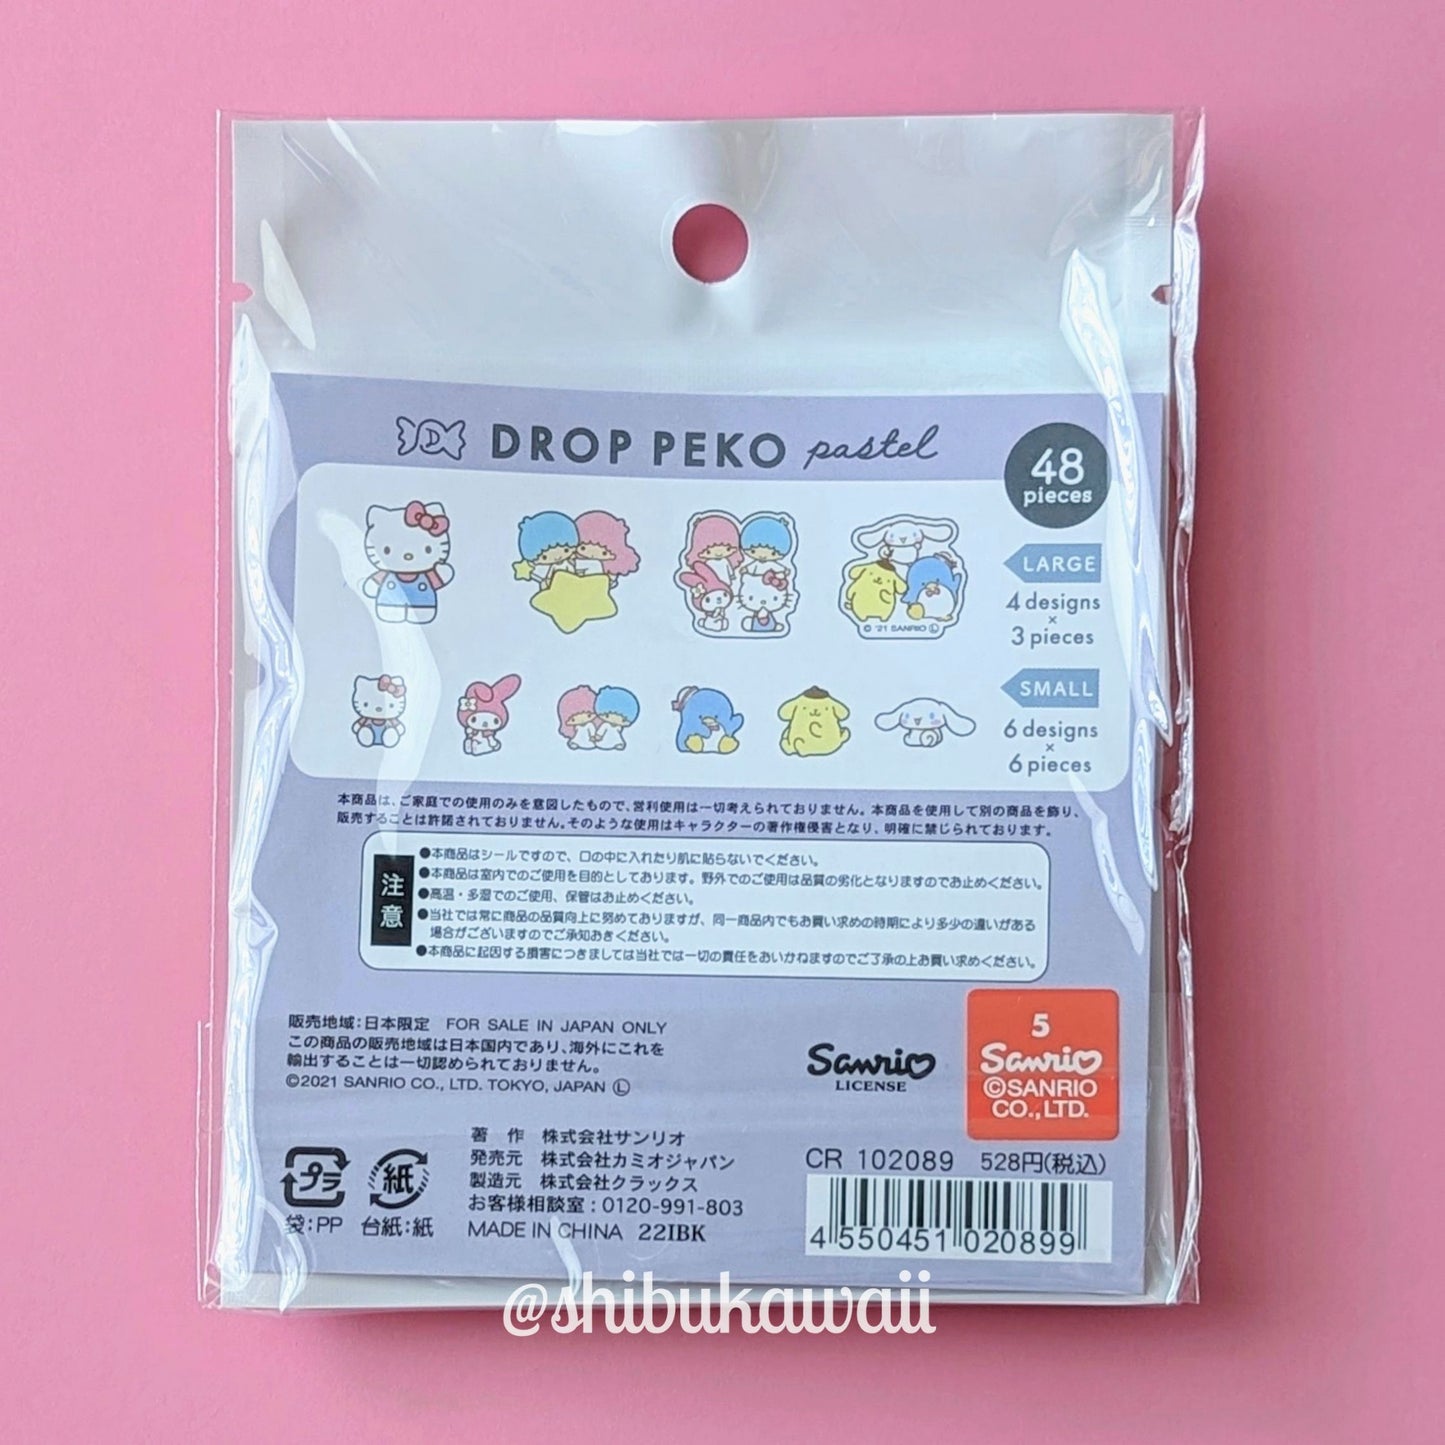 D DROP PEKO pastel
48
pieces
LARGE
4 designs
×
3 pieces
© '21 SANRIO Ⓛ
SMALL
6 designs
×
6 pieces
本商品は、ご家庭での使用のみを意図したもので、営利使用は一切考えられておりません。本商品を使用して別の商品を飾り、
販売することは許諾されておりません。そのような使用はキャラクターの著作権侵害となり、明確に禁じられております。
注意
●本商品はシールですので、口の中に入れたり肌に貼らないでください。
●本商品は室内でのご使用を目的としております。野外でのご使用は品質の劣化となりますのでお止めください。
●高温・多湿でのご使用、保管はお止めください。
●当社では常に商品の品質向上に努めておりますが、同一商品内でもお買い求めの時期により多少の違いがある
場合がございますのでご承知おきください。
●本商品に起因する損害につきましては当社では一切の責任をおいかねますのでご了承の上お買い求めください。
販売地域：日本限定 FOR SALE IN JAPAN ONLY
この商品の販売地域は日本国内であり、海外にこれを
輸出することは一切認められておりません。
©2021 SANRIO CO., LTD. TOKYO, JAPAN Ⓛ
Sanrio
LICENSE
5
Sanrio
©SANRIO
CO.,LTD.
プラ
袋：PP
紙
台紙：紙
著 作 株式会社サンリオ
発売元 株式会社カミオジャパン
製造元 株式会社クラックス
お客様相談室：0120-991-803
MADE IN CHINA 22IBK
CR 102089 528円(税込)
4 550451 020899
@shibukawaii